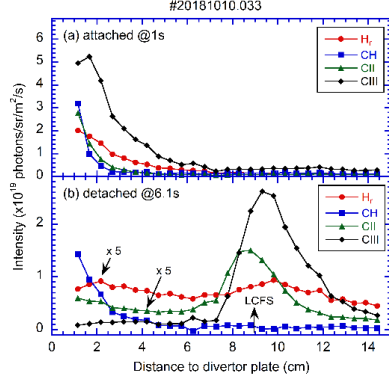 #20181010.033
(a) attached @1s
Hᵧ
CH
CII
CIII
6
5
4
3
2
1
0
Intensity (x10¹⁹ photons/sr/m²/s)
(b) detached @6.1s
Hᵧ
CH
CII
CIII
x 5
x 5
LCFS
2
1
0
0 2 4 6 8 10 12 14
Distance to divertor plate (cm)